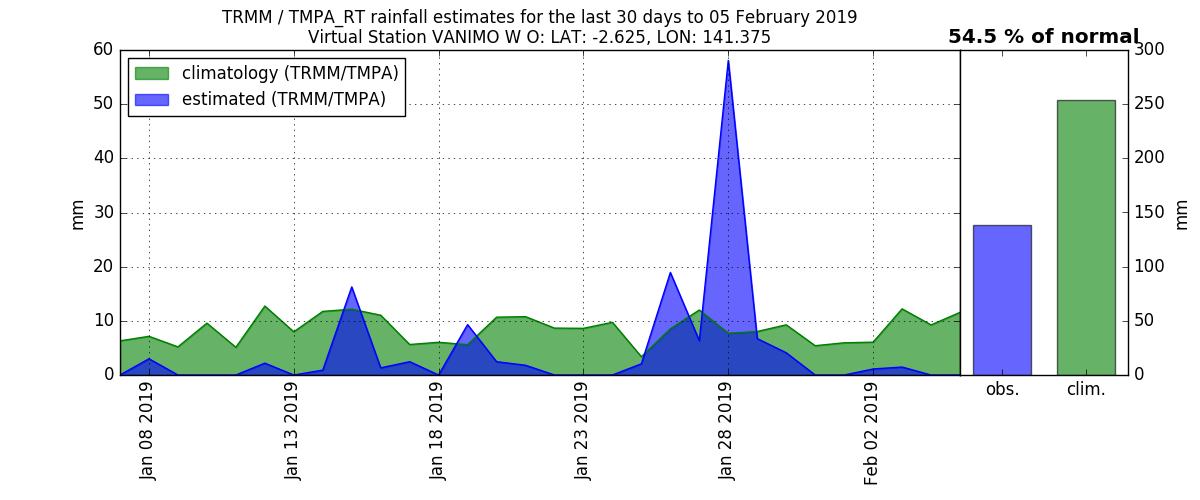 TRMM / TMPA_RT rainfall estimates for the last 30 days to 05 February 2019
Virtual Station VANIMO W O: LAT: -2.625, LON: 141.375
54.5 % of normal
climatology (TRMM/TMPA)
estimated (TRMM/TMPA)
mm
60
50
40
30
20
10
0
Jan 08 2019
Jan 13 2019
Jan 18 2019
Jan 23 2019
Jan 28 2019
Feb 02 2019
obs.
clim.
300
250
200
150
100
50
0
mm